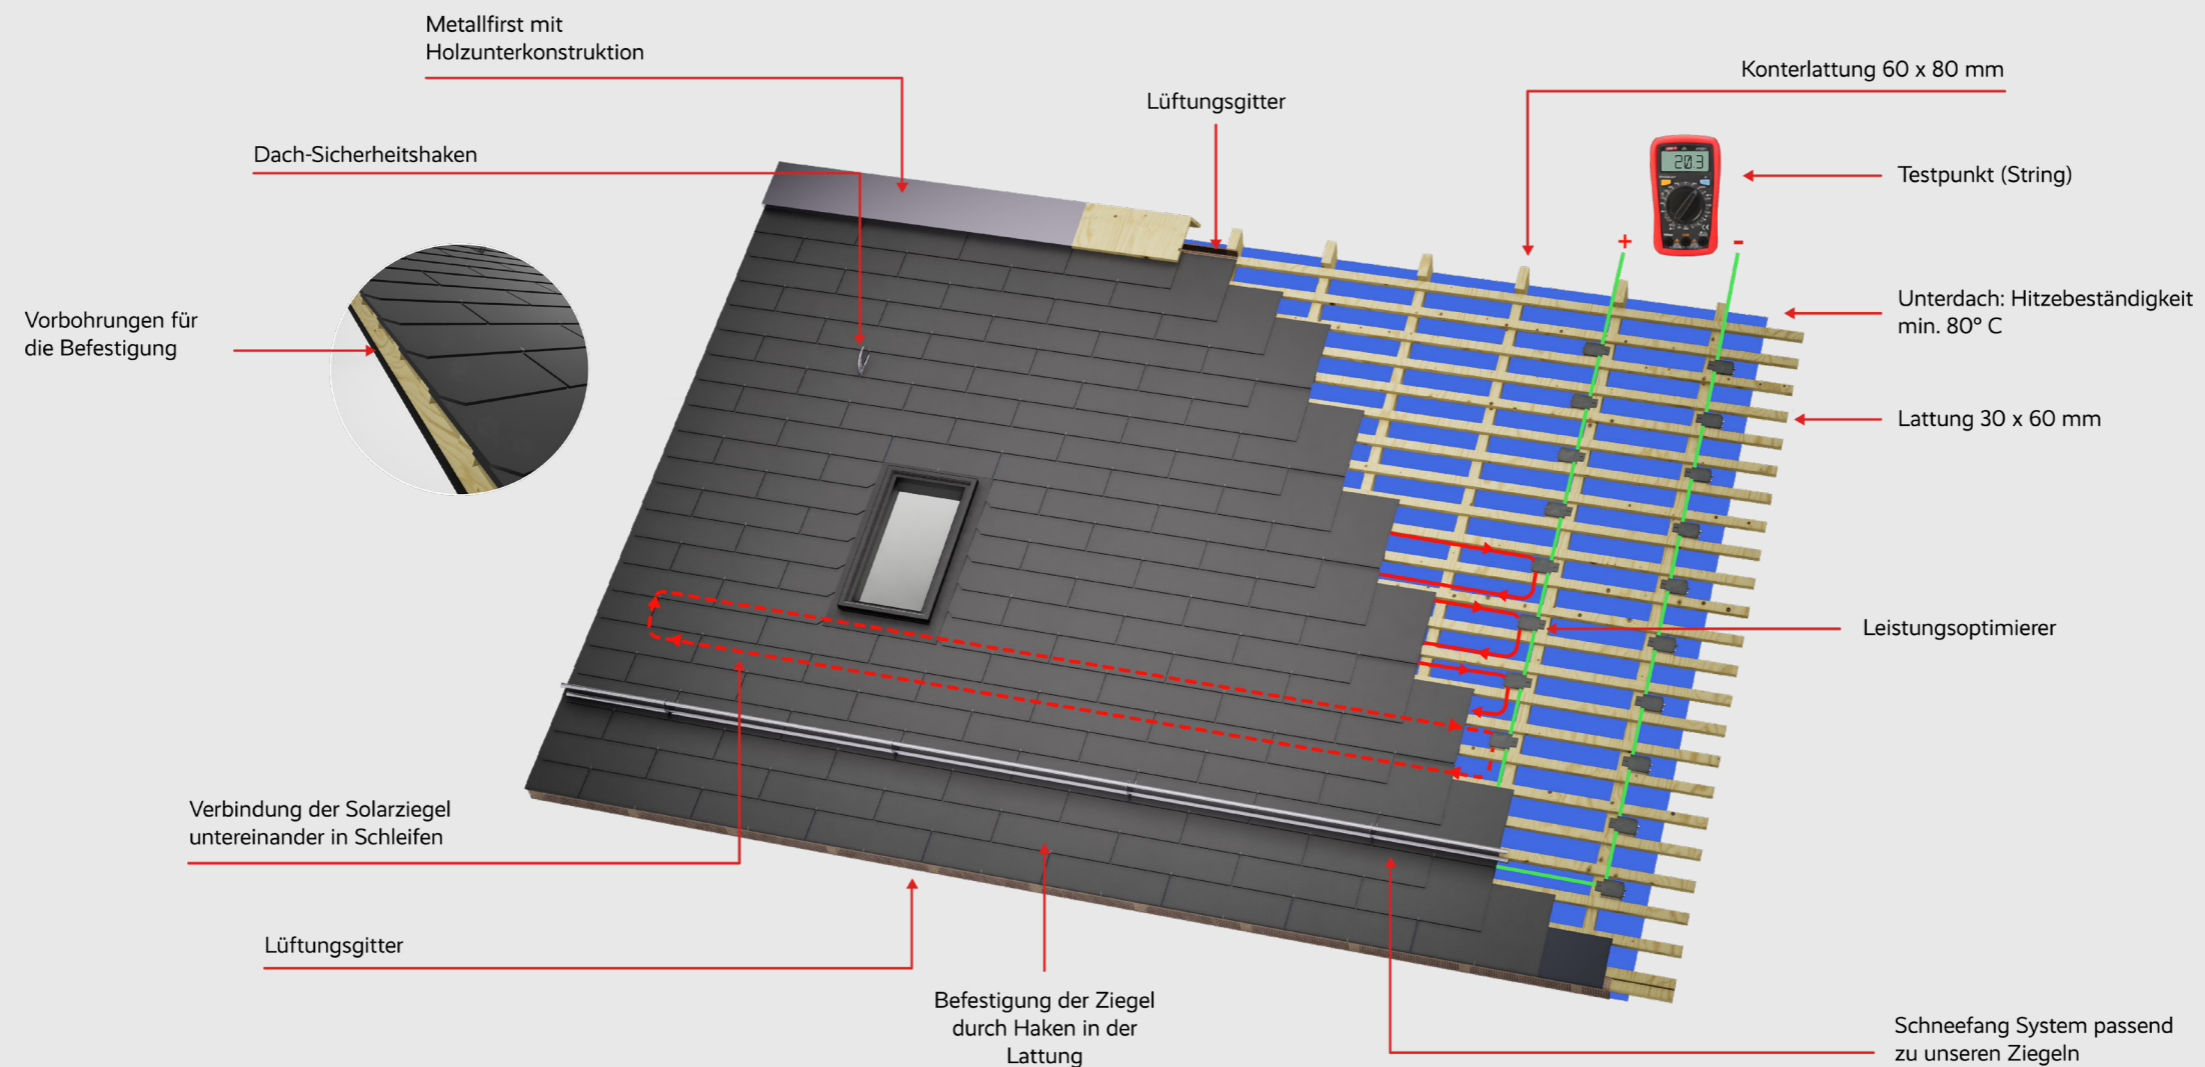 Metallfirst mit
Holzunterkonstruktion
Konterlattung 60 x 80 mm
Lüftungsgitter
Dach-Sicherheitshaken
203
Testpunkt (String)
+
-
Unterdach: Hitzebeständigkeit
min. 80° C
Vorbohrungen für
die Befestigung
Lattung 30 x 60 mm
Leistungsoptimierer
Verbindung der Solarziegel
untereinander in Schleifen
Lüftungsgitter
Befestigung der Ziegel
durch Haken in der
Lattung
Schneefang System passend
zu unseren Ziegeln